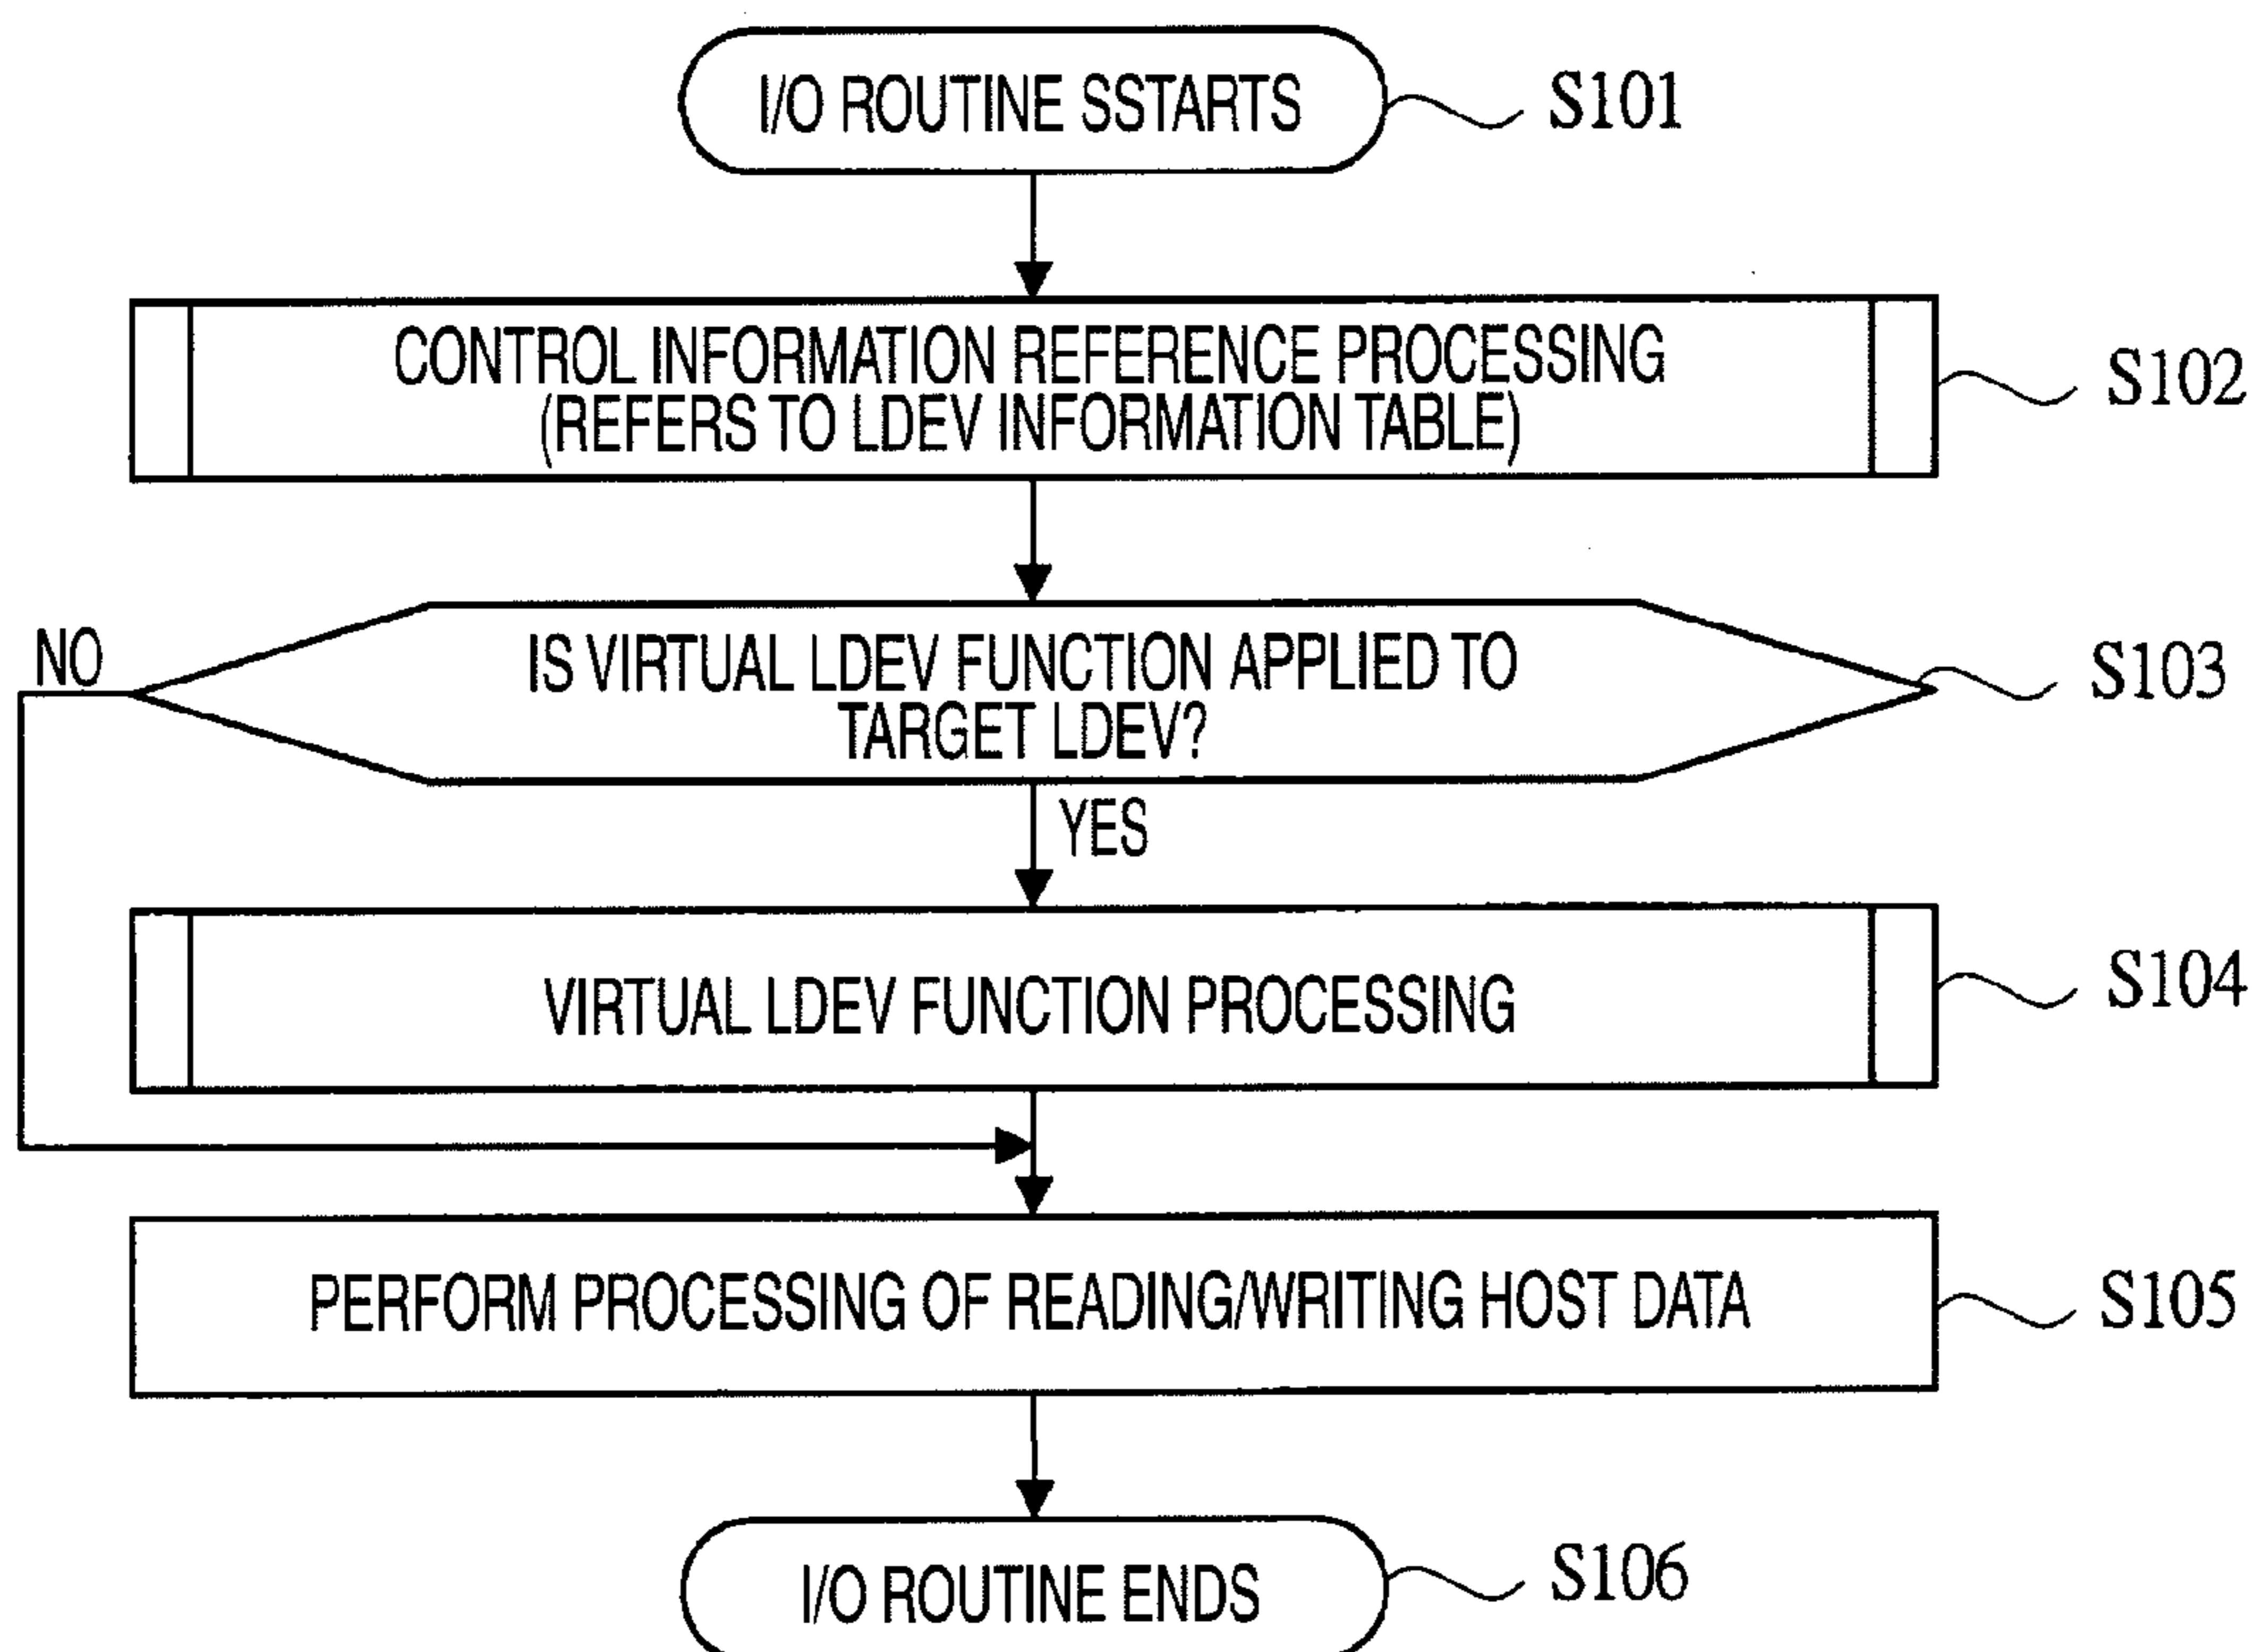 I/O ROUTINE SSTARTS
S101
CONTROL INFORMATION REFERENCE PROCESSING
(REFERS TO LDEV INFORMATION TABLE)
S102
NO
IS VIRTUAL LDEV FUNCTION APPLIED TO
TARGET LDEV?
S103
YES
VIRTUAL LDEV FUNCTION PROCESSING
S104
PERFORM PROCESSING OF READING/WRITING HOST DATA
S105
I/O ROUTINE ENDS
S106